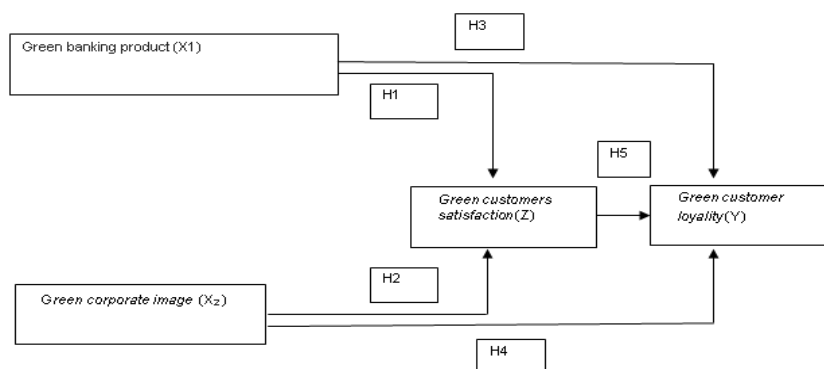 H3
Green banking product (X1)
H1
H5
Green customers
satisfaction(Z)
Green customer
loyality(Y)
H2
Green corporate image (X₂)
H4